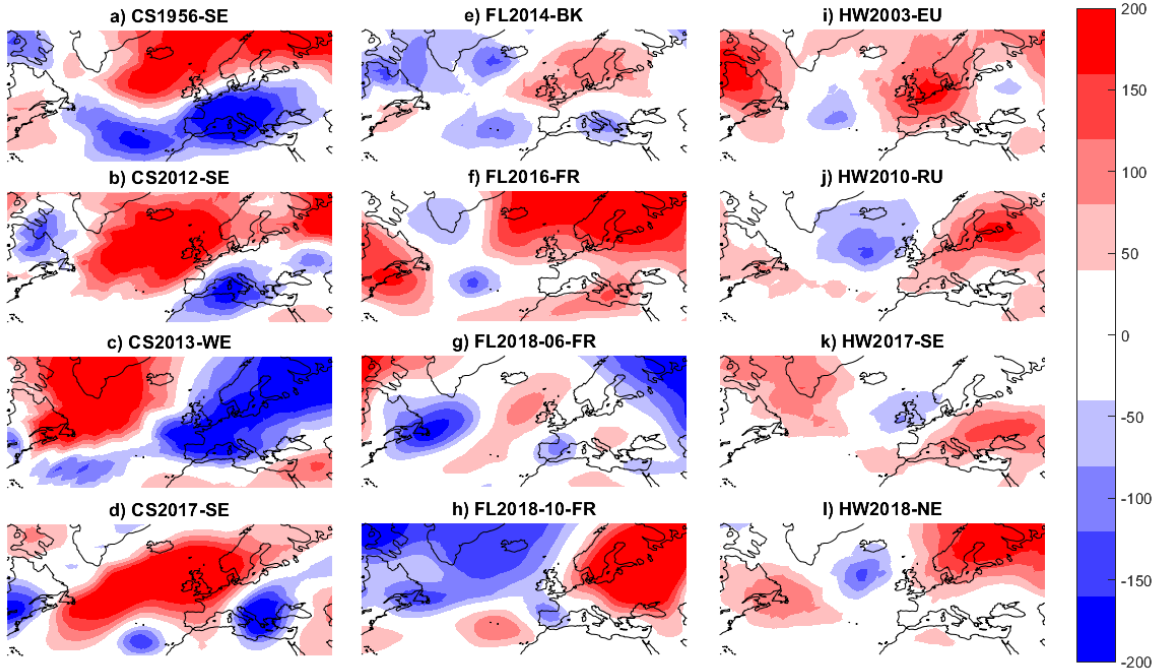 a) CS1956-SE
e) FL2014-BK
i) HW2003-EU
b) CS2012-SE
f) FL2016-FR
j) HW2010-RU
c) CS2013-WE
g) FL2018-06-FR
k) HW2017-SE
d) CS2017-SE
h) FL2018-10-FR
l) HW2018-NE
200
150
100
50
0
-50
-100
-150
-200